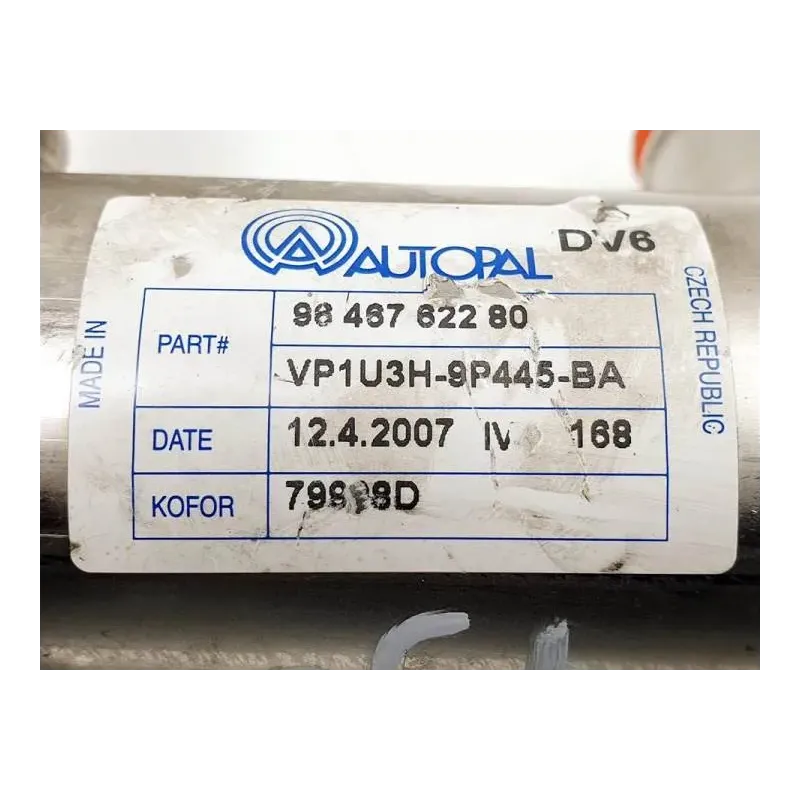 AUTOPAL DV6
MADE IN
PART# 96 467 622 80
VP1U3H-9P445-BA
DATE 12.4.2007 IV 168
KOFOR
CZECH REPUBLIC